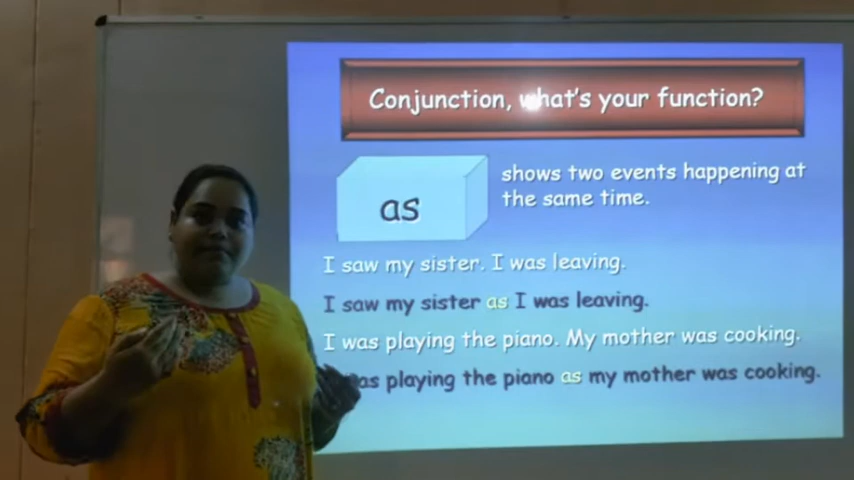 Conjunction, what's your function?
as
shows two events happening at
the same time.
I saw my sister. I was leaving.
I saw my sister as I was leaving.
I was playing the piano. My mother was cooking.
playing the piano as my mother was cooking.